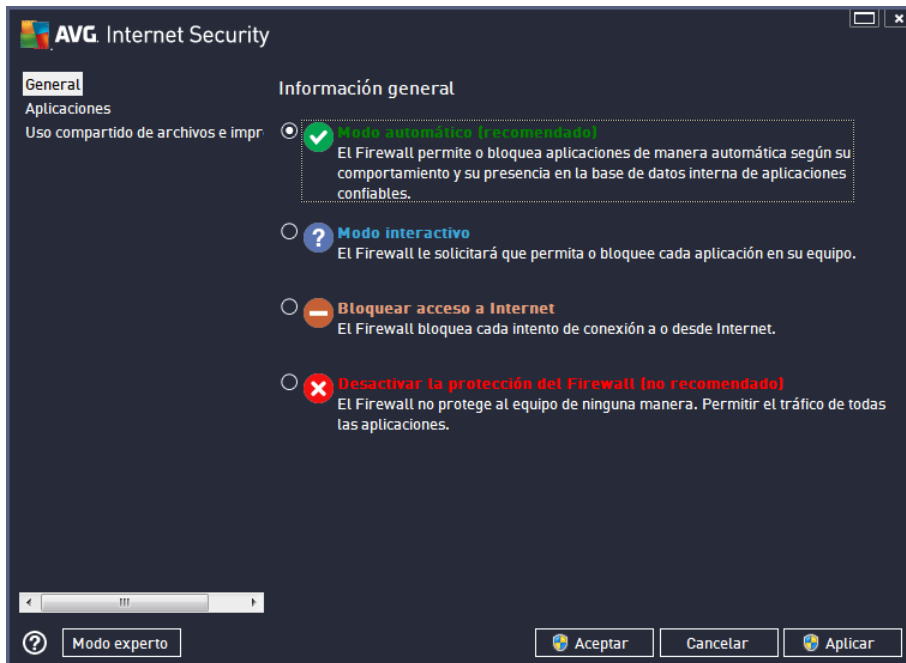 AVG. Internet Security
General
Aplicaciones
Uso compartido de archivos e impr
Información general
Modo automático (recomendado)
El Firewall permite o bloquea aplicaciones de manera automática según su
comportamiento y su presencia en la base de datos interna de aplicaciones
confiables.
Modo interactivo
El Firewall le solicitará que permita o bloquee cada aplicación en su equipo.
Bloquear acceso a Internet
El Firewall bloquea cada intento de conexión a o desde Internet.
Desactivar la protección del Firewall (no recomendado)
El Firewall no protege al equipo de ninguna manera. Permitir el tráfico de todas
las aplicaciones.
Modo experto
Aceptar
Cancelar
Aplicar